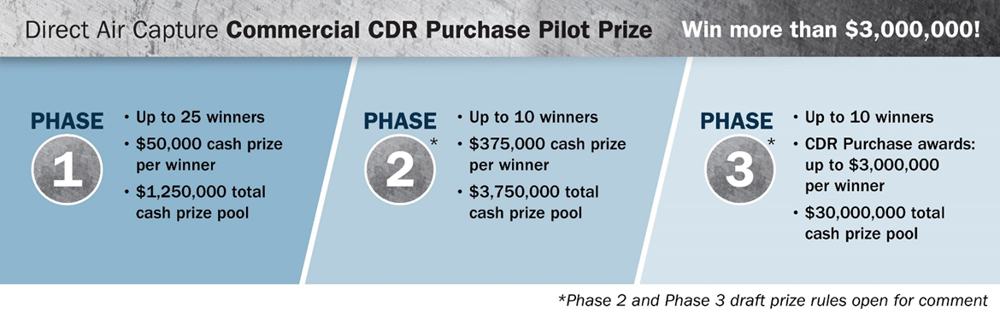 Direct Air Capture Commercial CDR Purchase Pilot Prize Win more than $3,000,000!
PHASE
1
• Up to 25 winners
• $50,000 cash prize
per winner
• $1,250,000 total
cash prize pool
PHASE
2*
• Up to 10 winners
• $375,000 cash prize
per winner
• $3,750,000 total
cash prize pool
PHASE
3*
• Up to 10 winners
• CDR Purchase awards:
up to $3,000,000
per winner
• $30,000,000 total
cash prize pool
*Phase 2 and Phase 3 draft prize rules open for comment